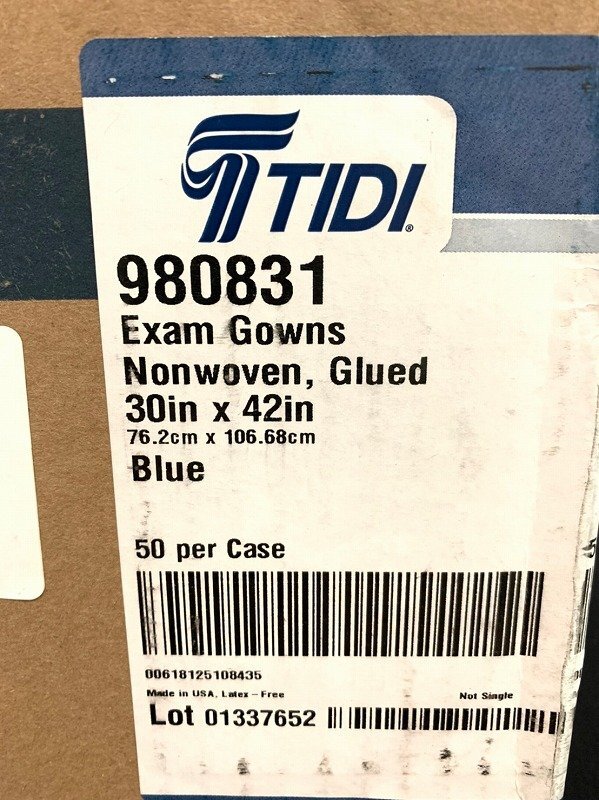 TIDI®
980831
Exam Gowns
Nonwoven, Glued
30in x 42in
76.2cm x 106.68cm
Blue
50 per Case
00618125108435
Made in USA, Latex-Free
Not Single
Lot 01337652